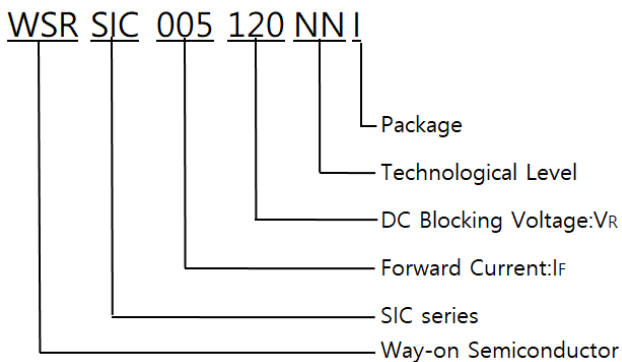 WSR SIC 005 120 NN I
Package
Technological Level
DC Blocking Voltage:VR
Forward Current:IF
SIC series
Way-on Semiconductor